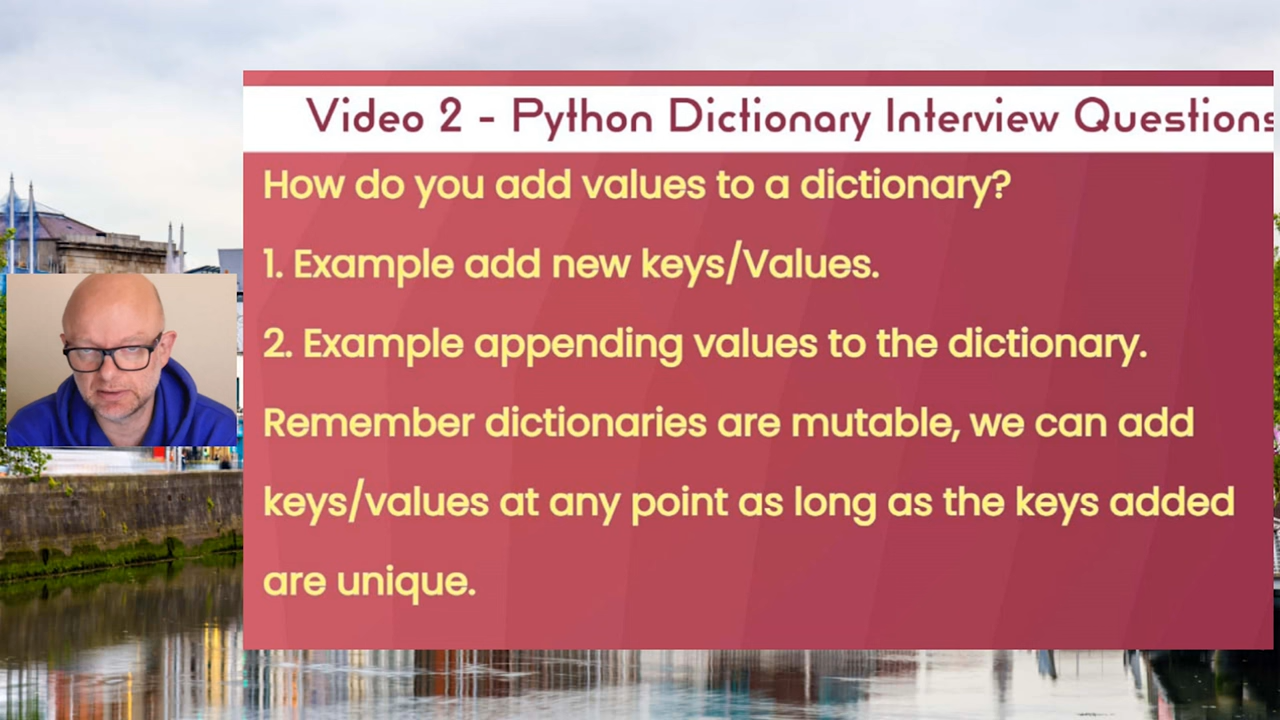 Video 2 - Python Dictionary Interview Questions
How do you add values to a dictionary?
1. Example add new keys/Values.
2. Example appending values to the dictionary.
Remember dictionaries are mutable, we can add
keys/values at any point as long as the keys added
are unique.